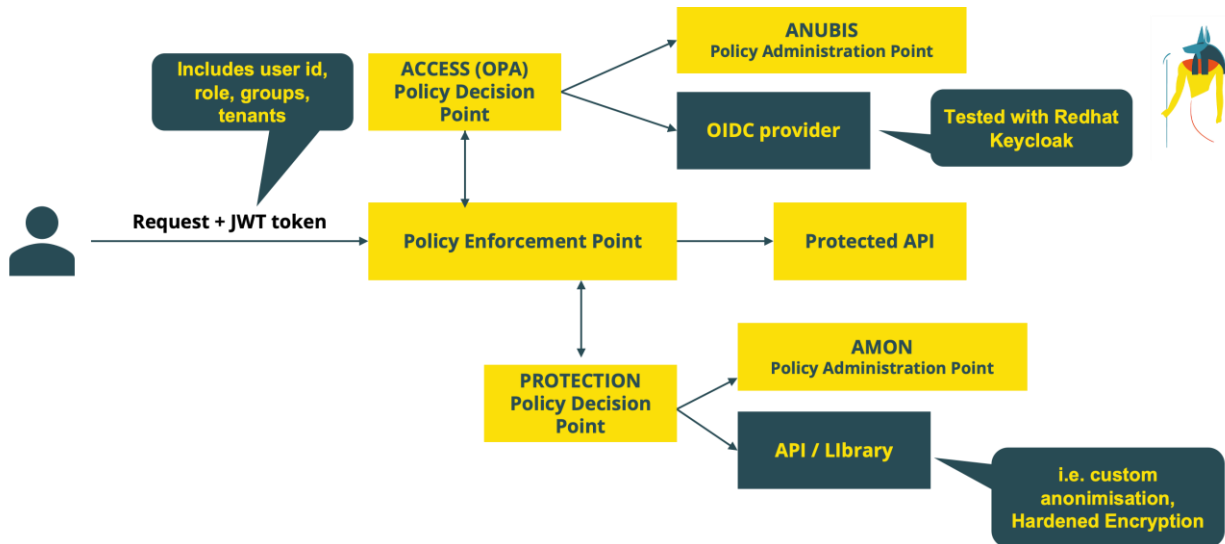 ANUBIS
Policy Administration Point
Includes user id,
role, groups,
tenants
ACCESS (OPA)
Policy Decision
Point
OIDC provider
Tested with Redhat
Keycloak
Request + JWT token
Policy Enforcement Point
Protected API
AMON
Policy Administration Point
PROTECTION
Policy Decision
Point
API / LIbrary
i.e. custom
anonimisation,
Hardened Encryption